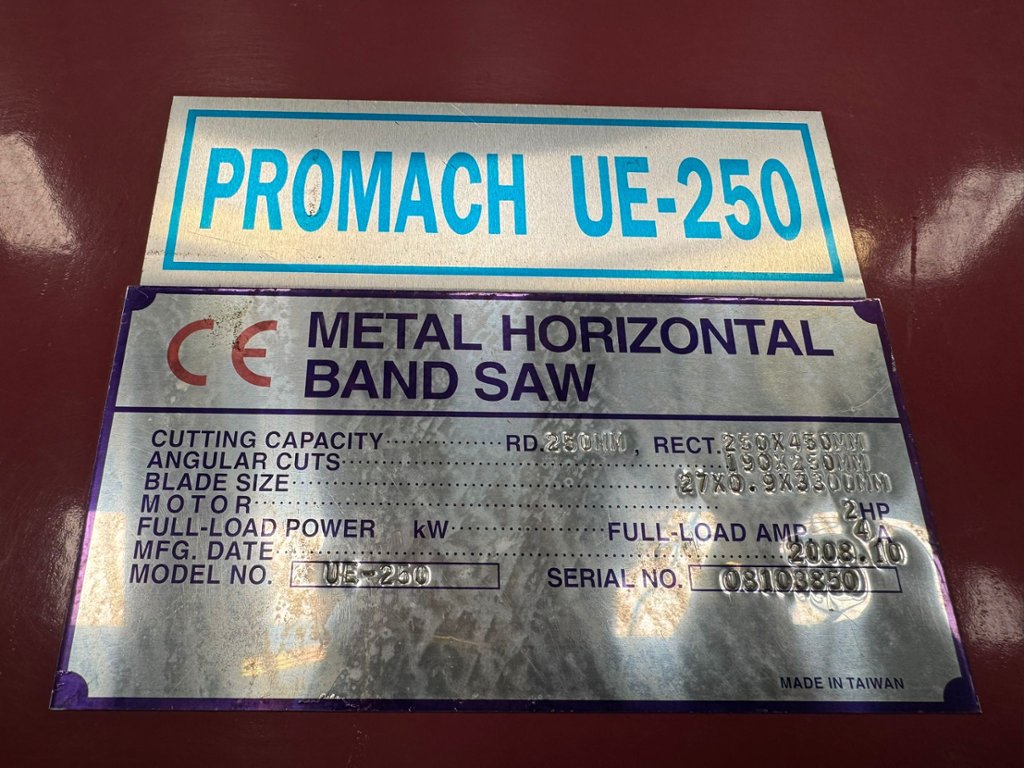 PROMACH UE-250
CE METAL HORIZONTAL
BAND SAW
CUTTING CAPACITY RD.250MM, RECT.250X450MM
ANGULAR CUTS 190X250MM
BLADE SIZE 27X0.9X3300MM
MOTOR 2HP
FULL-LOAD POWER kW FULL-LOAD AMP. 4A
MFG. DATE 2008.10
MODEL NO. UE-250 SERIAL NO. 08103850
MADE IN TAIWAN